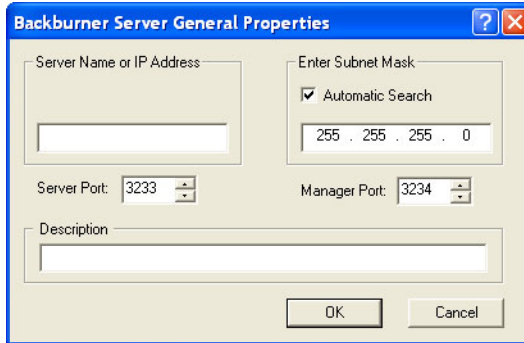 Backburner Server General Properties
Server Name or IP Address
Enter Subnet Mask
Automatic Search
255 . 255 . 255 . 0
Server Port: 3233
Manager Port: 3234
Description
OK
Cancel